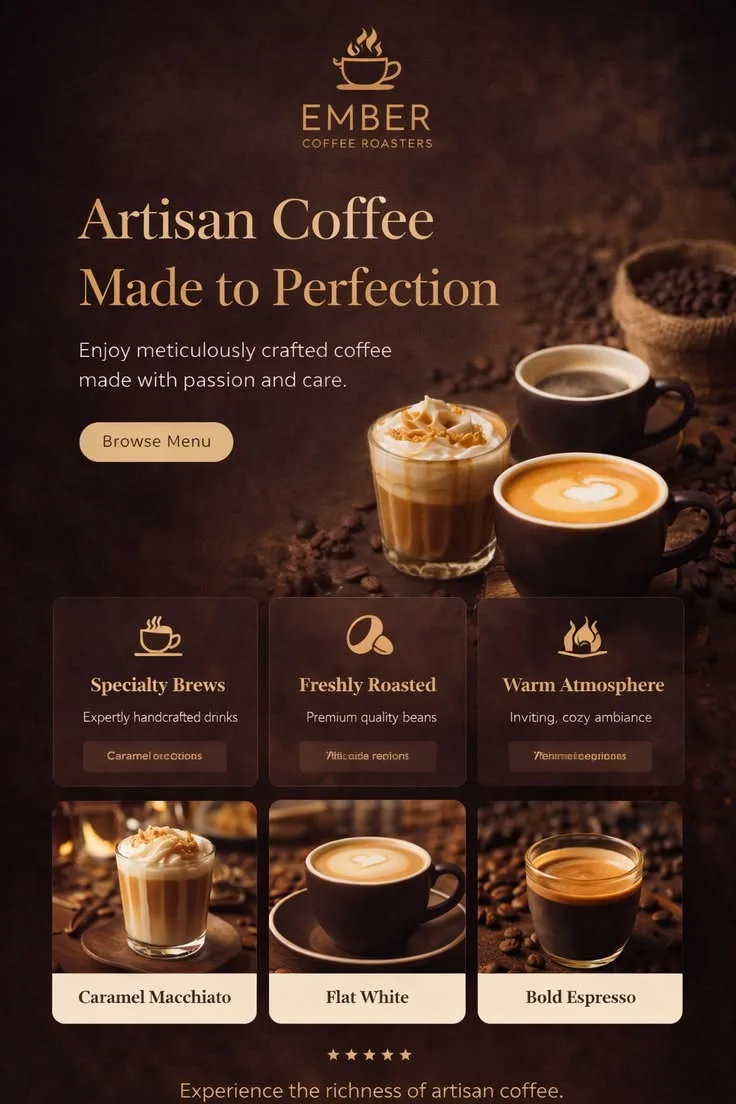 EMBER
COFFEE ROASTERS
Artisan Coffee
Made to Perfection
Enjoy meticulously crafted coffee
made with passion and care.
Browse Menu
Specialty Brews
Freshly Roasted
Warm Atmosphere
Expertly handcrafted drinks
Premium quality beans
Inviting, cozy ambiance
Caramel
Caramel Macchiato
Flat White
Bold Espresso
Experience the richness of artisan coffee.